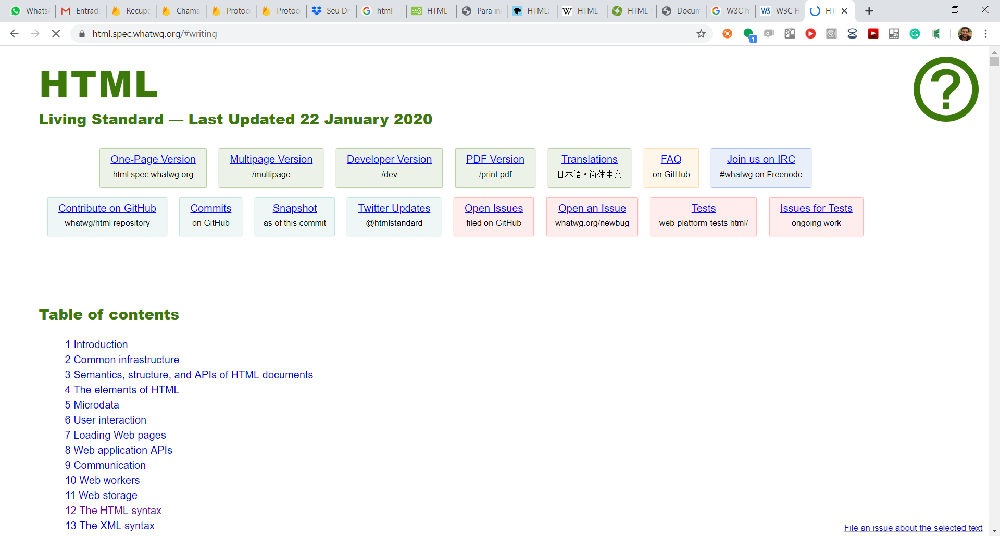 WhatsA Entrada Recupe Chama Protoco Protoco Seu Dr html - HTML Para in HTML: HTML - HTML Docum W3C h W3C H HT
html.spec.whatwg.org/#writing
1
HTML
?
Living Standard — Last Updated 22 January 2020
One-Page Version Multipage Version Developer Version PDF Version Translations FAQ Join us on IRC
html.spec.whatwg.org /multipage /dev /print.pdf 日本語 • 简体中文 on GitHub #whatwg on Freenode
Contribute on GitHub Commits Snapshot Twitter Updates Open Issues Open an Issue Tests Issues for Tests
whatwg/html repository on GitHub as of this commit @htmlstandard filed on GitHub whatwg.org/newbug web-platform-tests html/ ongoing work
Table of contents
1 Introduction
2 Common infrastructure
3 Semantics, structure, and APIs of HTML documents
4 The elements of HTML
5 Microdata
6 User interaction
7 Loading Web pages
8 Web application APIs
9 Communication
10 Web workers
11 Web storage
12 The HTML syntax
13 The XML syntax
File an issue about the selected text